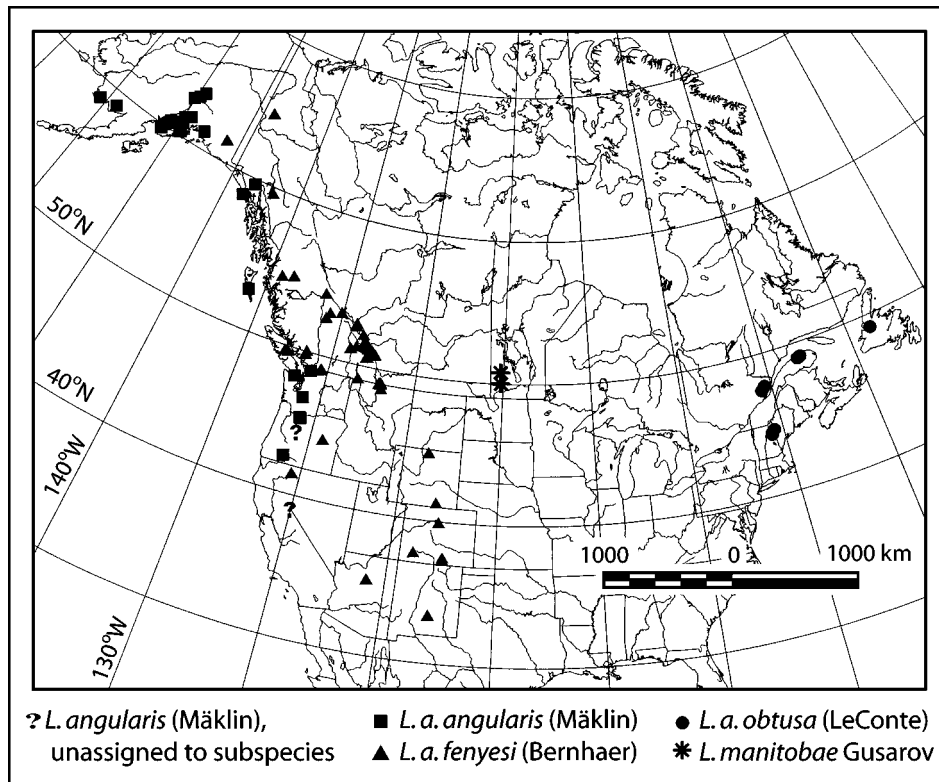 50°N
40°N
140°W
130°W
?
?
1000 0 1000 km
? L. angularis (Mäklin), unassigned to subspecies
■ L. a. angularis (Mäklin)
▲ L. a. fenyesi (Bernhaer)
● L. a. obtusa (LeConte)
✱ L. manitobae Gusarov